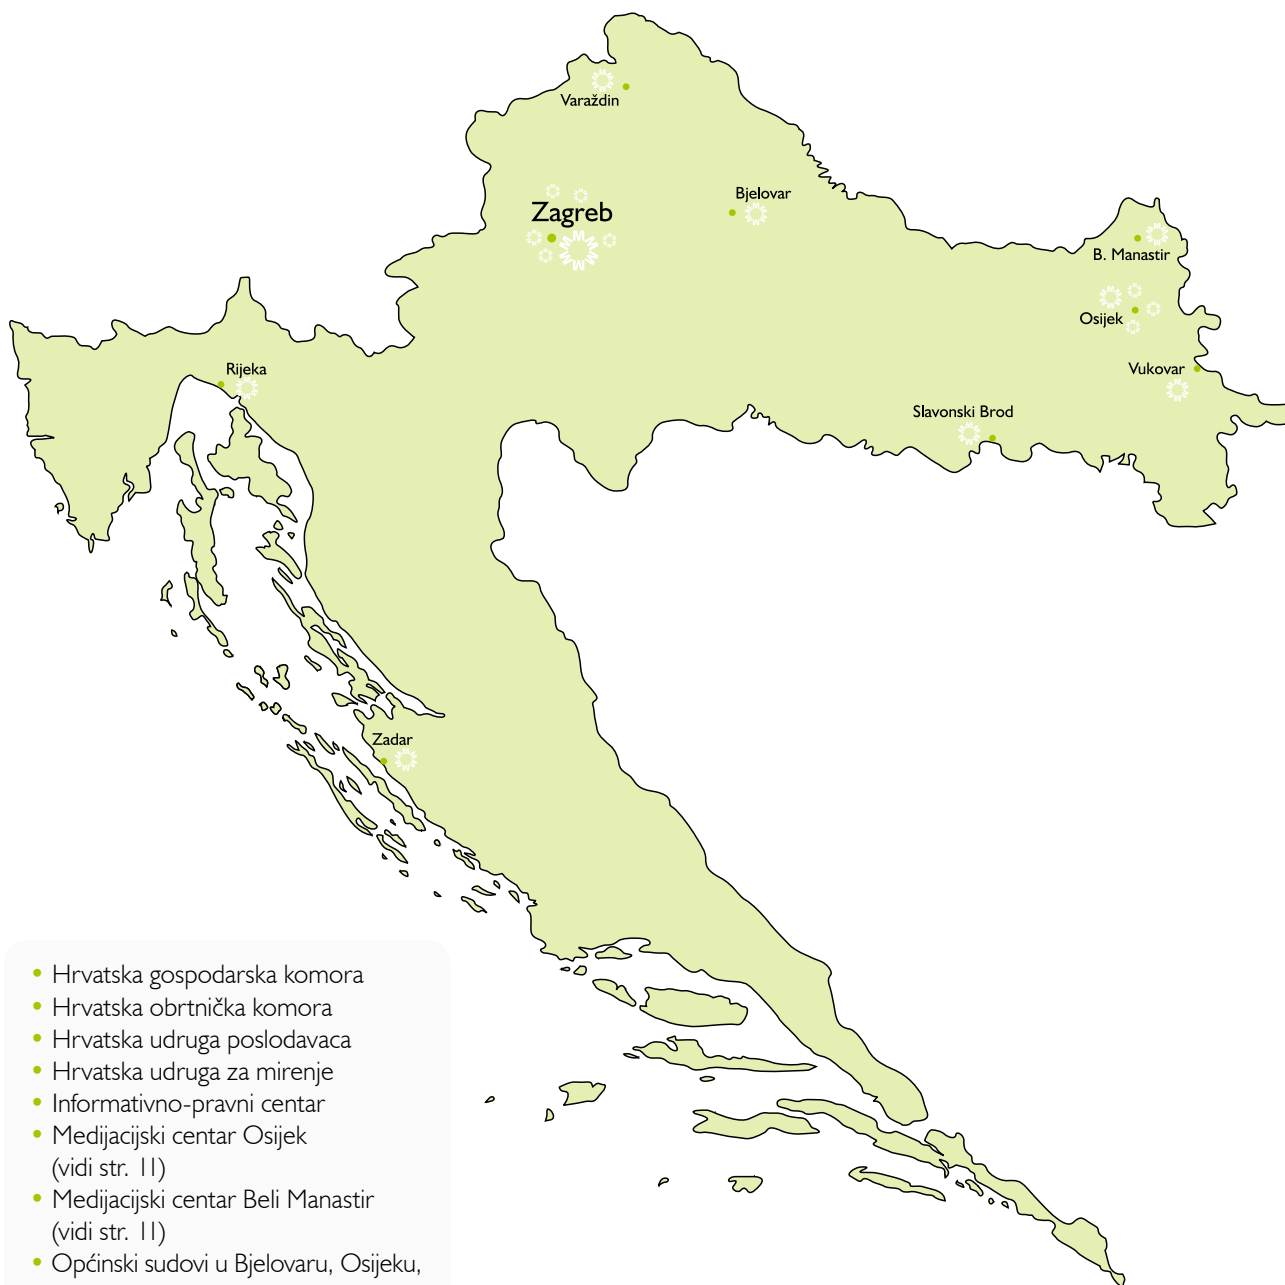 Varaždin
Bjelovar
Zagreb
B. Manastir
Osijek
Rijeka
Vukovar
Slavonski Brod
Zadar
• Hrvatska gospodarska komora
• Hrvatska obrtnička komora
• Hrvatska udruga poslodavaca
• Hrvatska udruga za mirenje
• Informativno-pravni centar
• Medijacijski centar Osijek
(vidi str. 11)
• Medijacijski centar Beli Manastir
(vidi str. 11)
• Općinski sudovi u Bjelovaru, Osijeku,